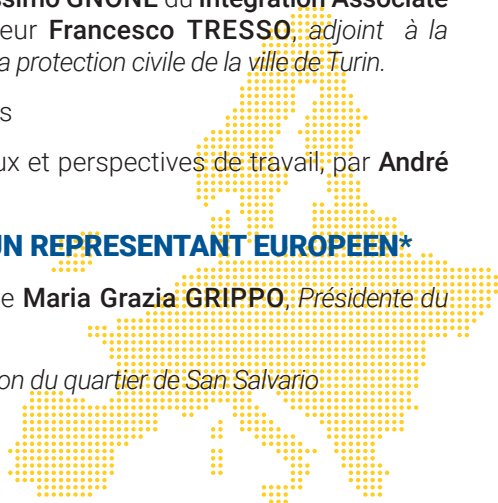 ssimo GNONE du Integration Associate
eur Francesco TRESSO, adjoint à la
a protection civile de la ville de Turin.
s
ux et perspectives de travail, par André
UN REPRESENTANT EUROPEEN*
e Maria Grazia GRIPPO, Présidente du
on du quartier de San Salvario